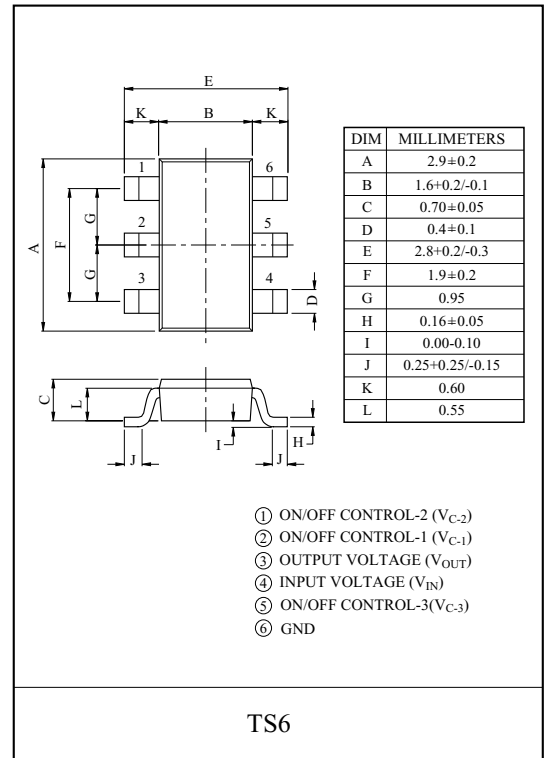 E
K B K
1 6
2 5
3 4
A
F
G
G
D
C
L
I
H
J
J
DIM MILLIMETERS
A 2.9±0.2
B 1.6+0.2/-0.1
C 0.70±0.05
D 0.4±0.1
E 2.8+0.2/-0.3
F 1.9±0.2
G 0.95
H 0.16±0.05
I 0.00-0.10
J 0.25+0.25/-0.15
K 0.60
L 0.55
① ON/OFF CONTROL-2 (VC-2)
② ON/OFF CONTROL-1 (VC-1)
③ OUTPUT VOLTAGE (VOUT)
④ INPUT VOLTAGE (VIN)
⑤ ON/OFF CONTROL-3(VC-3)
⑥ GND
TS6